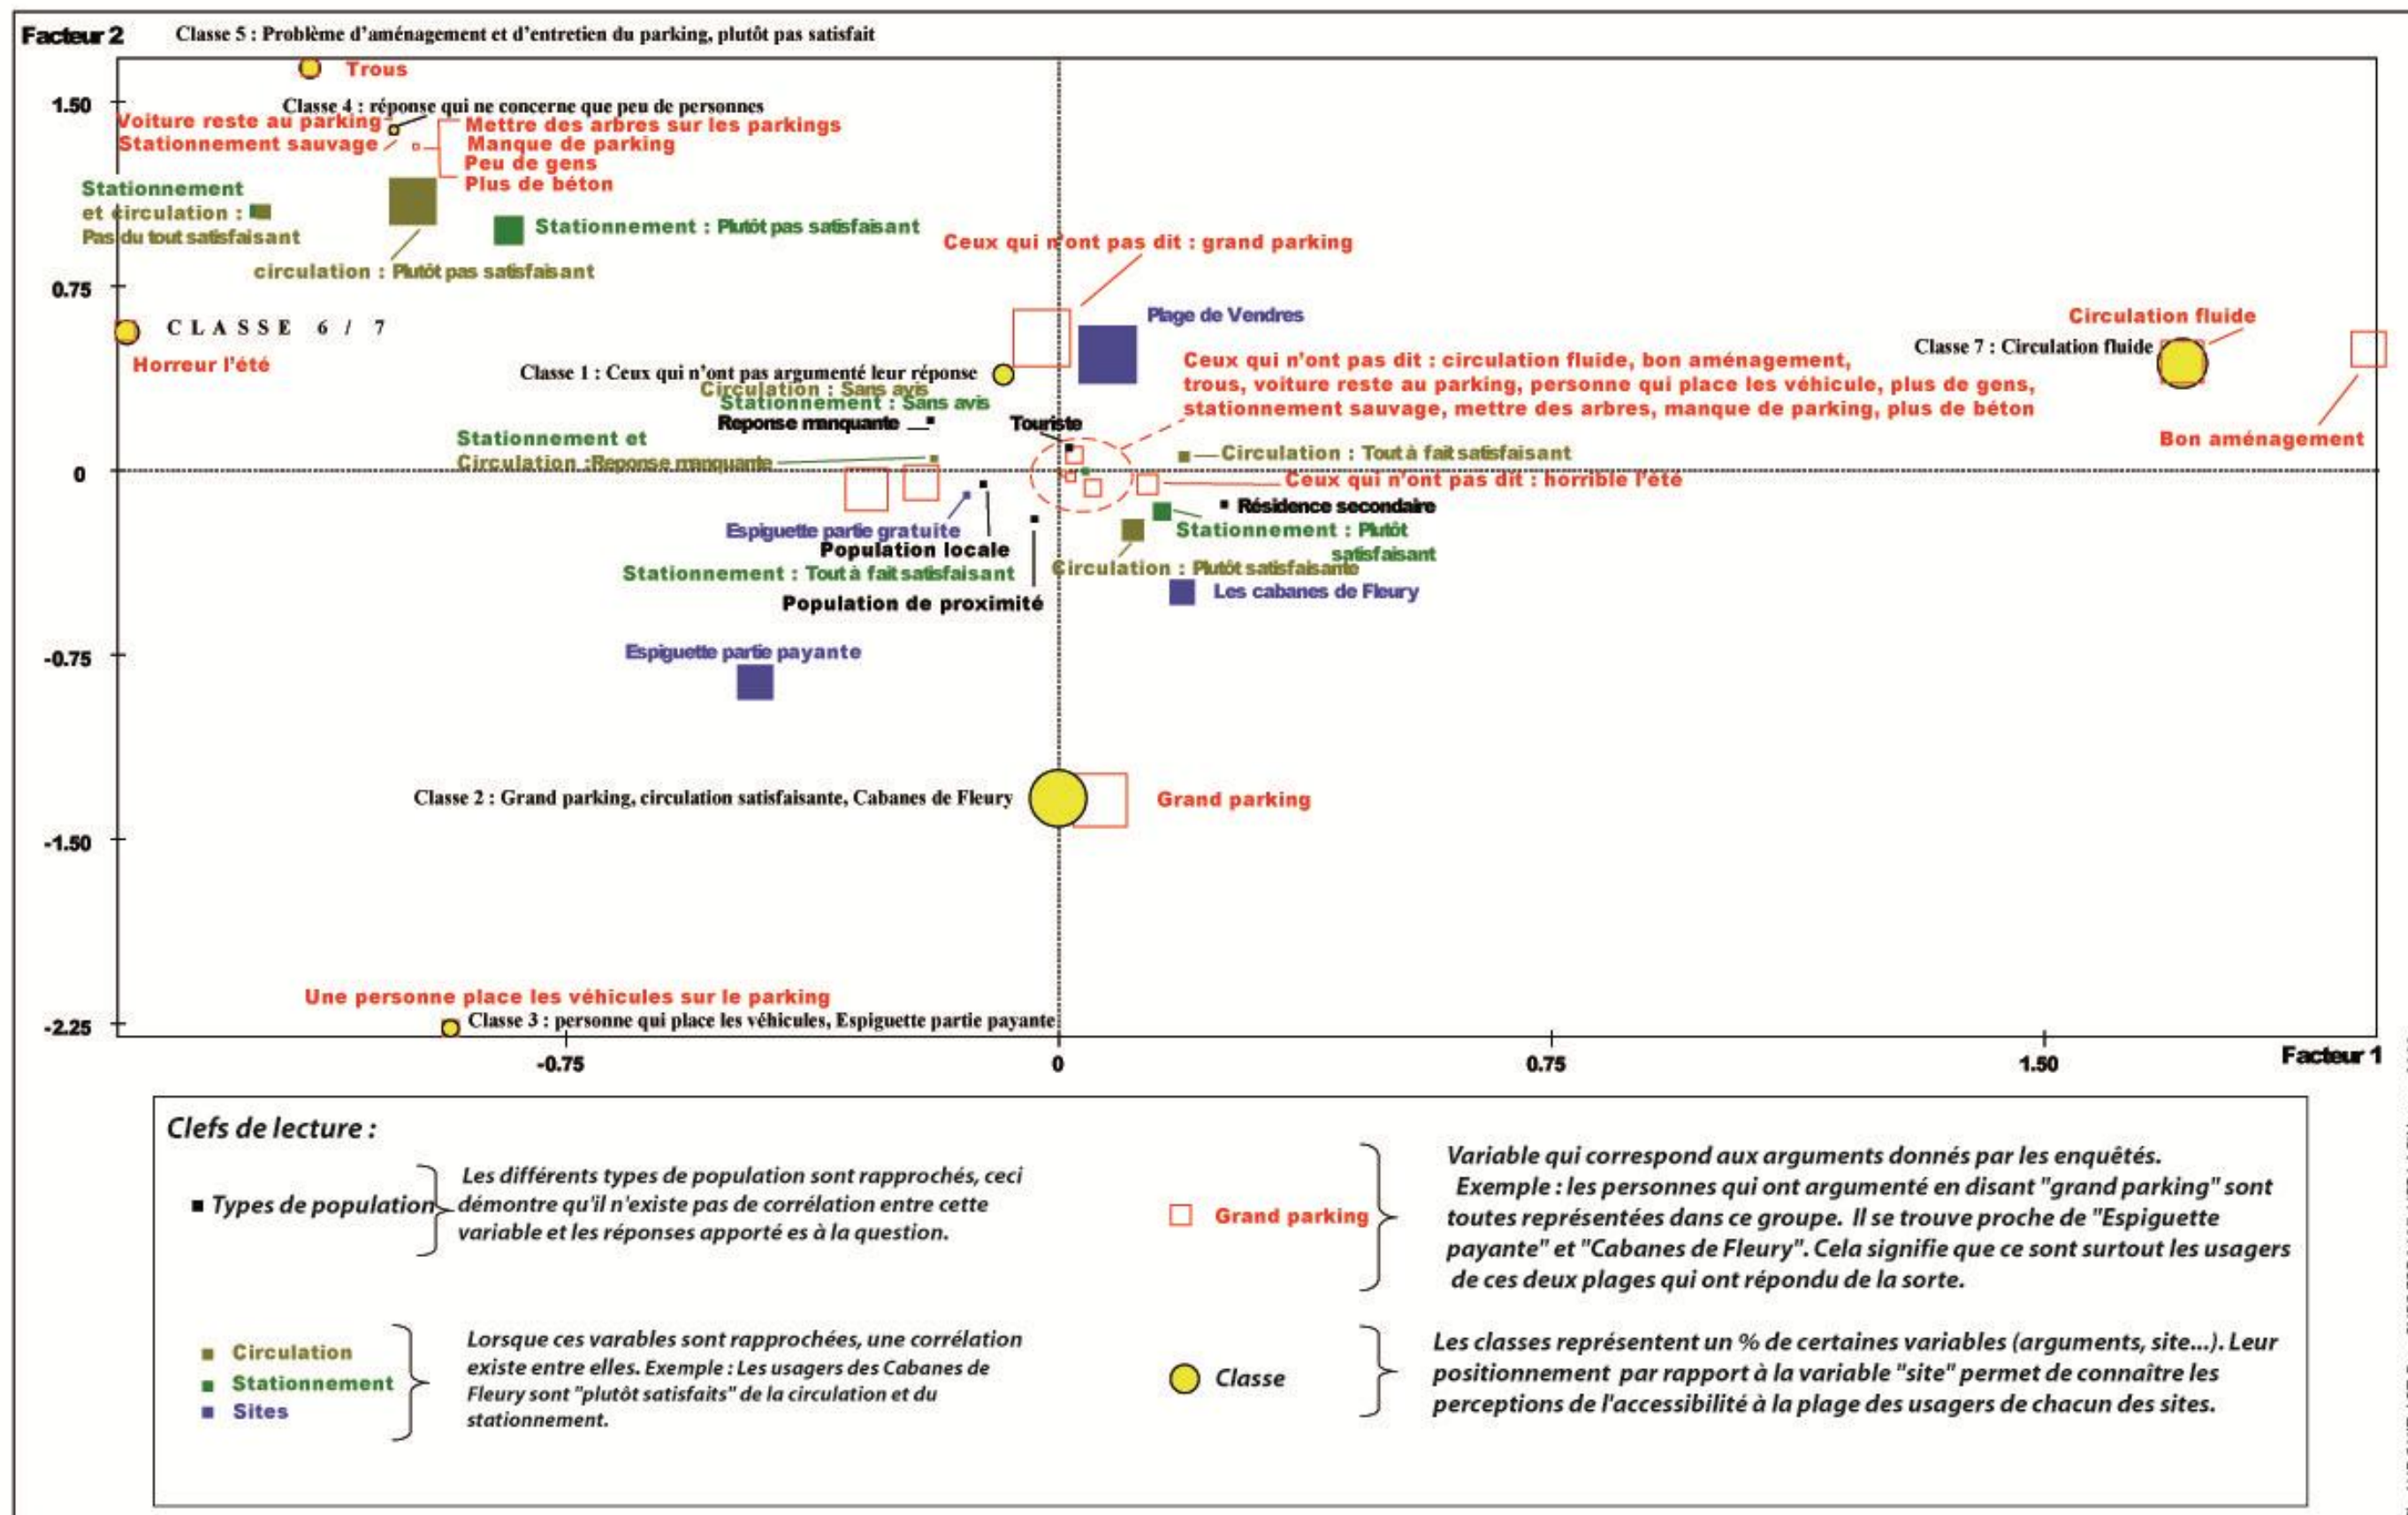 Facteur 2
Classe 5 : Problème d'aménagement et d'entretien du parking, plutôt pas satisfait
Trous
1.50
Classe 4 : réponse qui ne concerne que peu de personnes
Voiture reste au parking
Stationnement sauvage
Mettre des arbres sur les parkings
Manque de parking
Peu de gens
Plus de béton
Stationnement
et circulation :
Pas du tout satisfaisant
Stationnement : Plutôt pas satisfaisant
circulation : Plutôt pas satisfaisant
Ceux qui n'ont pas dit : grand parking
0.75
Plage de Vendres
CLASSE 6 / 7
Horreur l'été
Circulation fluide
Classe 7 : Circulation fluide
Bon aménagement
Classe 1 : Ceux qui n'ont pas argumenté leur réponse
Circulation : Sans avis
Stationnement : Sans avis
Reponse manquante
Touriste
Ceux qui n'ont pas dit : circulation fluide, bon aménagement,
trous, voiture reste au parking, personne qui place les véhicule, plus de gens,
stationnement sauvage, mettre des arbres, manque de parking, plus de béton
Stationnement et
Circulation :Reponse manquante
Circulation : Tout à fait satisfaisant
0
Ceux qui n'ont pas dit : horrible l'été
Résidence secondaire
Espiguette partie gratuite
Population locale
Stationnement : Plutôt
satisfaisant
Stationnement : Tout à fait satisfaisant
Circulation : Plutôt satisfaisante
Population de proximité
Les cabanes de Fleury
-0.75
Espiguette partie payante
Classe 2 : Grand parking, circulation satisfaisante, Cabanes de Fleury
Grand parking
-1.50
Une personne place les véhicules sur le parking
-2.25
Classe 3 : personne qui place les véhicules, Espiguette partie payante
-0.75
0
0.75
1.50
Facteur 1
Clefs de lecture :
Types de population
Les différents types de population sont rapprochés, ceci
démontre qu'il n'existe pas de corrélation entre cette
variable et les réponses apporté es à la question.
Grand parking
Variable qui correspond aux arguments donnés par les enquêtés.
Exemple : les personnes qui ont argumenté en disant "grand parking" sont
toutes représentées dans ce groupe. Il se trouve proche de "Espiguette
payante" et "Cabanes de Fleury". Cela signifie que ce sont surtout les usagers
de ces deux plages qui ont répondu de la sorte.
Circulation
Stationnement
Sites
Lorsque ces varables sont rapprochées, une corrélation
existe entre elles. Exemple : Les usagers des Cabanes de
Fleury sont "plutôt satisfaits" de la circulation et du
stationnement.
Classe
Les classes représentent un % de certaines variables (arguments, site...). Leur
positionnement par rapport à la variable "site" permet de connaître les
perceptions de l'accessibilité à la plage des usagers de chacun des sites.